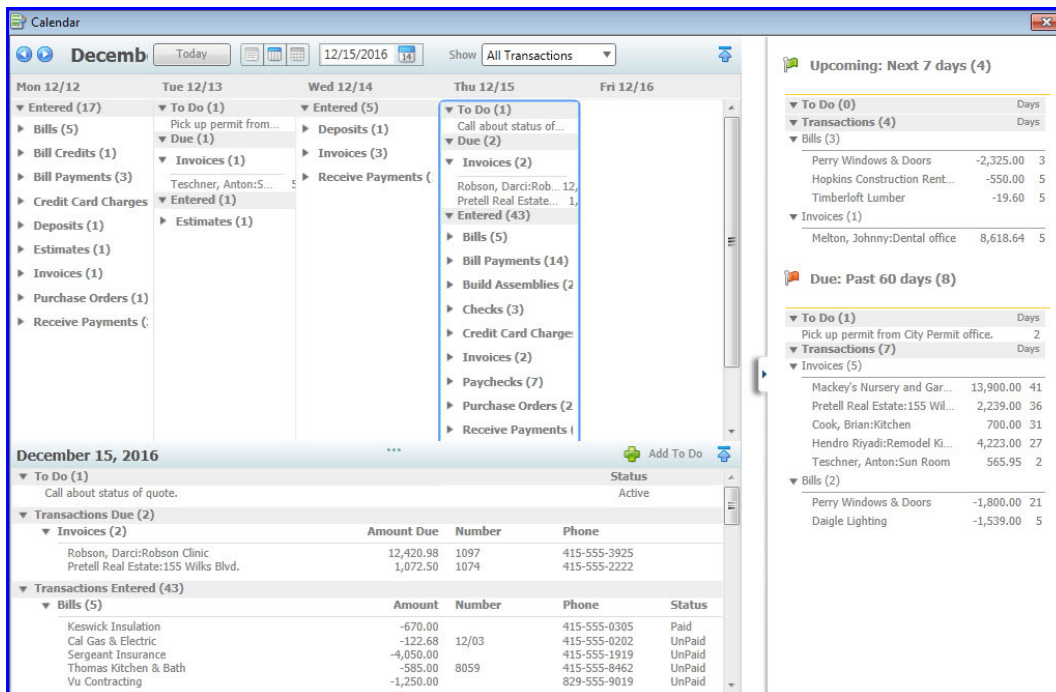 Calendar
Decemb Today 12/15/2016 14 Show All Transactions
Mon 12/12 Tue 12/13 Wed 12/14 Thu 12/15 Fri 12/16
Entered (17)
Bills (5)
Bill Credits (1)
Bill Payments (3)
Credit Card Charges
Deposits (1)
Estimates (1)
Invoices (1)
Purchase Orders (1)
Receive Payments (
To Do (1)
Pick up permit from...
Due (1)
Invoices (1)
Teschner, Anton:S... 5
Entered (1)
Estimates (1)
Entered (5)
Deposits (1)
Invoices (3)
Receive Payments (
To Do (1)
Call about status of...
Due (2)
Invoices (2)
Robson, Darci:Rob... 12,
Pretell Real Estate... 1,
Entered (43)
Bills (5)
Bill Payments (14)
Build Assemblies (2
Checks (3)
Credit Card Charge
Invoices (2)
Paychecks (7)
Purchase Orders (2
Receive Payments (
December 15, 2016 Add To Do
To Do (1) Status
Call about status of quote. Active
Transactions Due (2)
Invoices (2) Amount Due Number Phone
Robson, Darci:Robson Clinic 12,420.98 1097 415-555-3925
Pretell Real Estate:155 Wilks Blvd. 1,072.50 1074 415-555-2222
Transactions Entered (43)
Bills (5) Amount Number Phone Status
Keswick Insulation -670.00 415-555-0305 Paid
Cal Gas & Electric -122.68 12/03 415-555-0202 UnPaid
Sergeant Insurance -4,050.00 415-555-1919 UnPaid
Thomas Kitchen & Bath -585.00 8059 415-555-8462 UnPaid
Vu Contracting -1,250.00 829-555-9019 UnPaid
Upcoming: Next 7 days (4)
To Do (0) Days
Transactions (4) Days
Bills (3)
Perry Windows & Doors -2,325.00 3
Hopkins Construction Rent... -550.00 5
Timberloft Lumber -19.60 5
Invoices (1)
Melton, Johnny:Dental office 8,618.64 5
Due: Past 60 days (8)
To Do (1) Days
Pick up permit from City Permit office. 2
Transactions (7) Days
Invoices (5)
Mackey's Nursery and Gar... 13,900.00 41
Pretell Real Estate:155 Wil... 2,239.00 36
Cook, Brian:Kitchen 700.00 31
Hendro Riyadi:Remodel Ki... 4,223.00 27
Teschner, Anton:Sun Room 565.95 2
Bills (2)
Perry Windows & Doors -1,800.00 21
Daigle Lighting -1,539.00 5